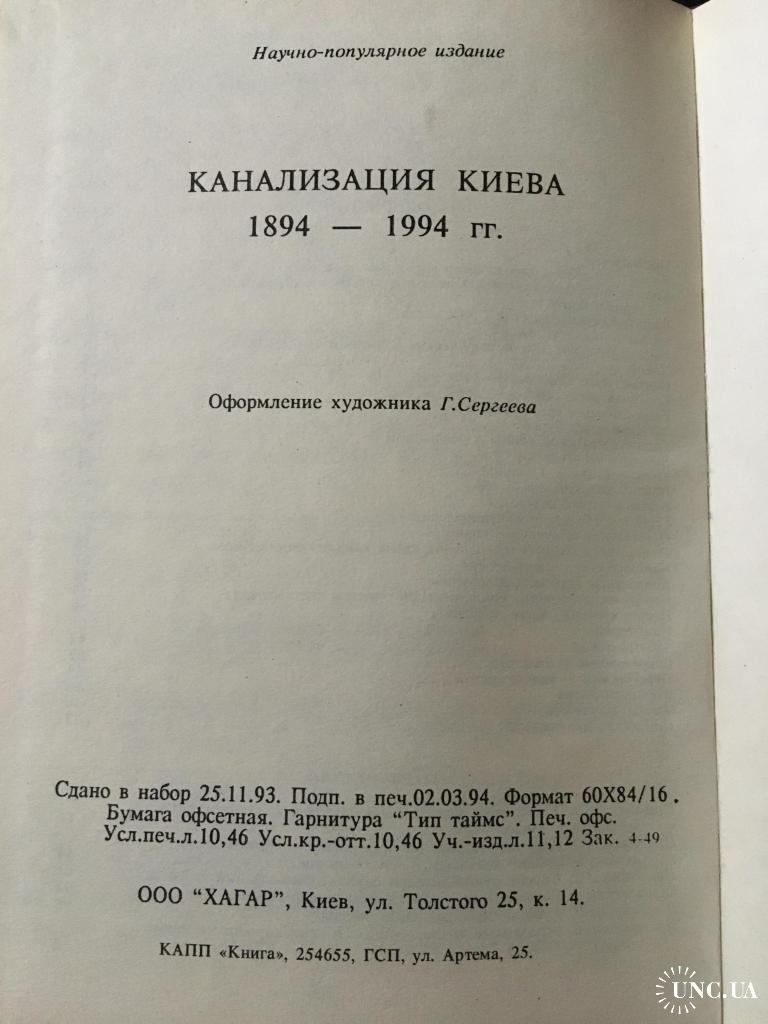 Научно-популярное издание
КАНАЛИЗАЦИЯ КИЕВА
1894 — 1994 гг.
Оформление художника Г.Сергеева
Сдано в набор 25.11.93. Подп. в печ.02.03.94. Формат 60X84/16.
Бумага офсетная. Гарнитура "Тип таймс". Печ. офс.
Усл.печ.л.10,46 Усл.кр.-отт.10,46 Уч.-изд.л.11,12 Зак. 4-49
ООО "ХАГАР", Киев, ул. Толстого 25, к. 14.
КАПП «Книга», 254655, ГСП, ул. Артема, 25.
UNC.UA